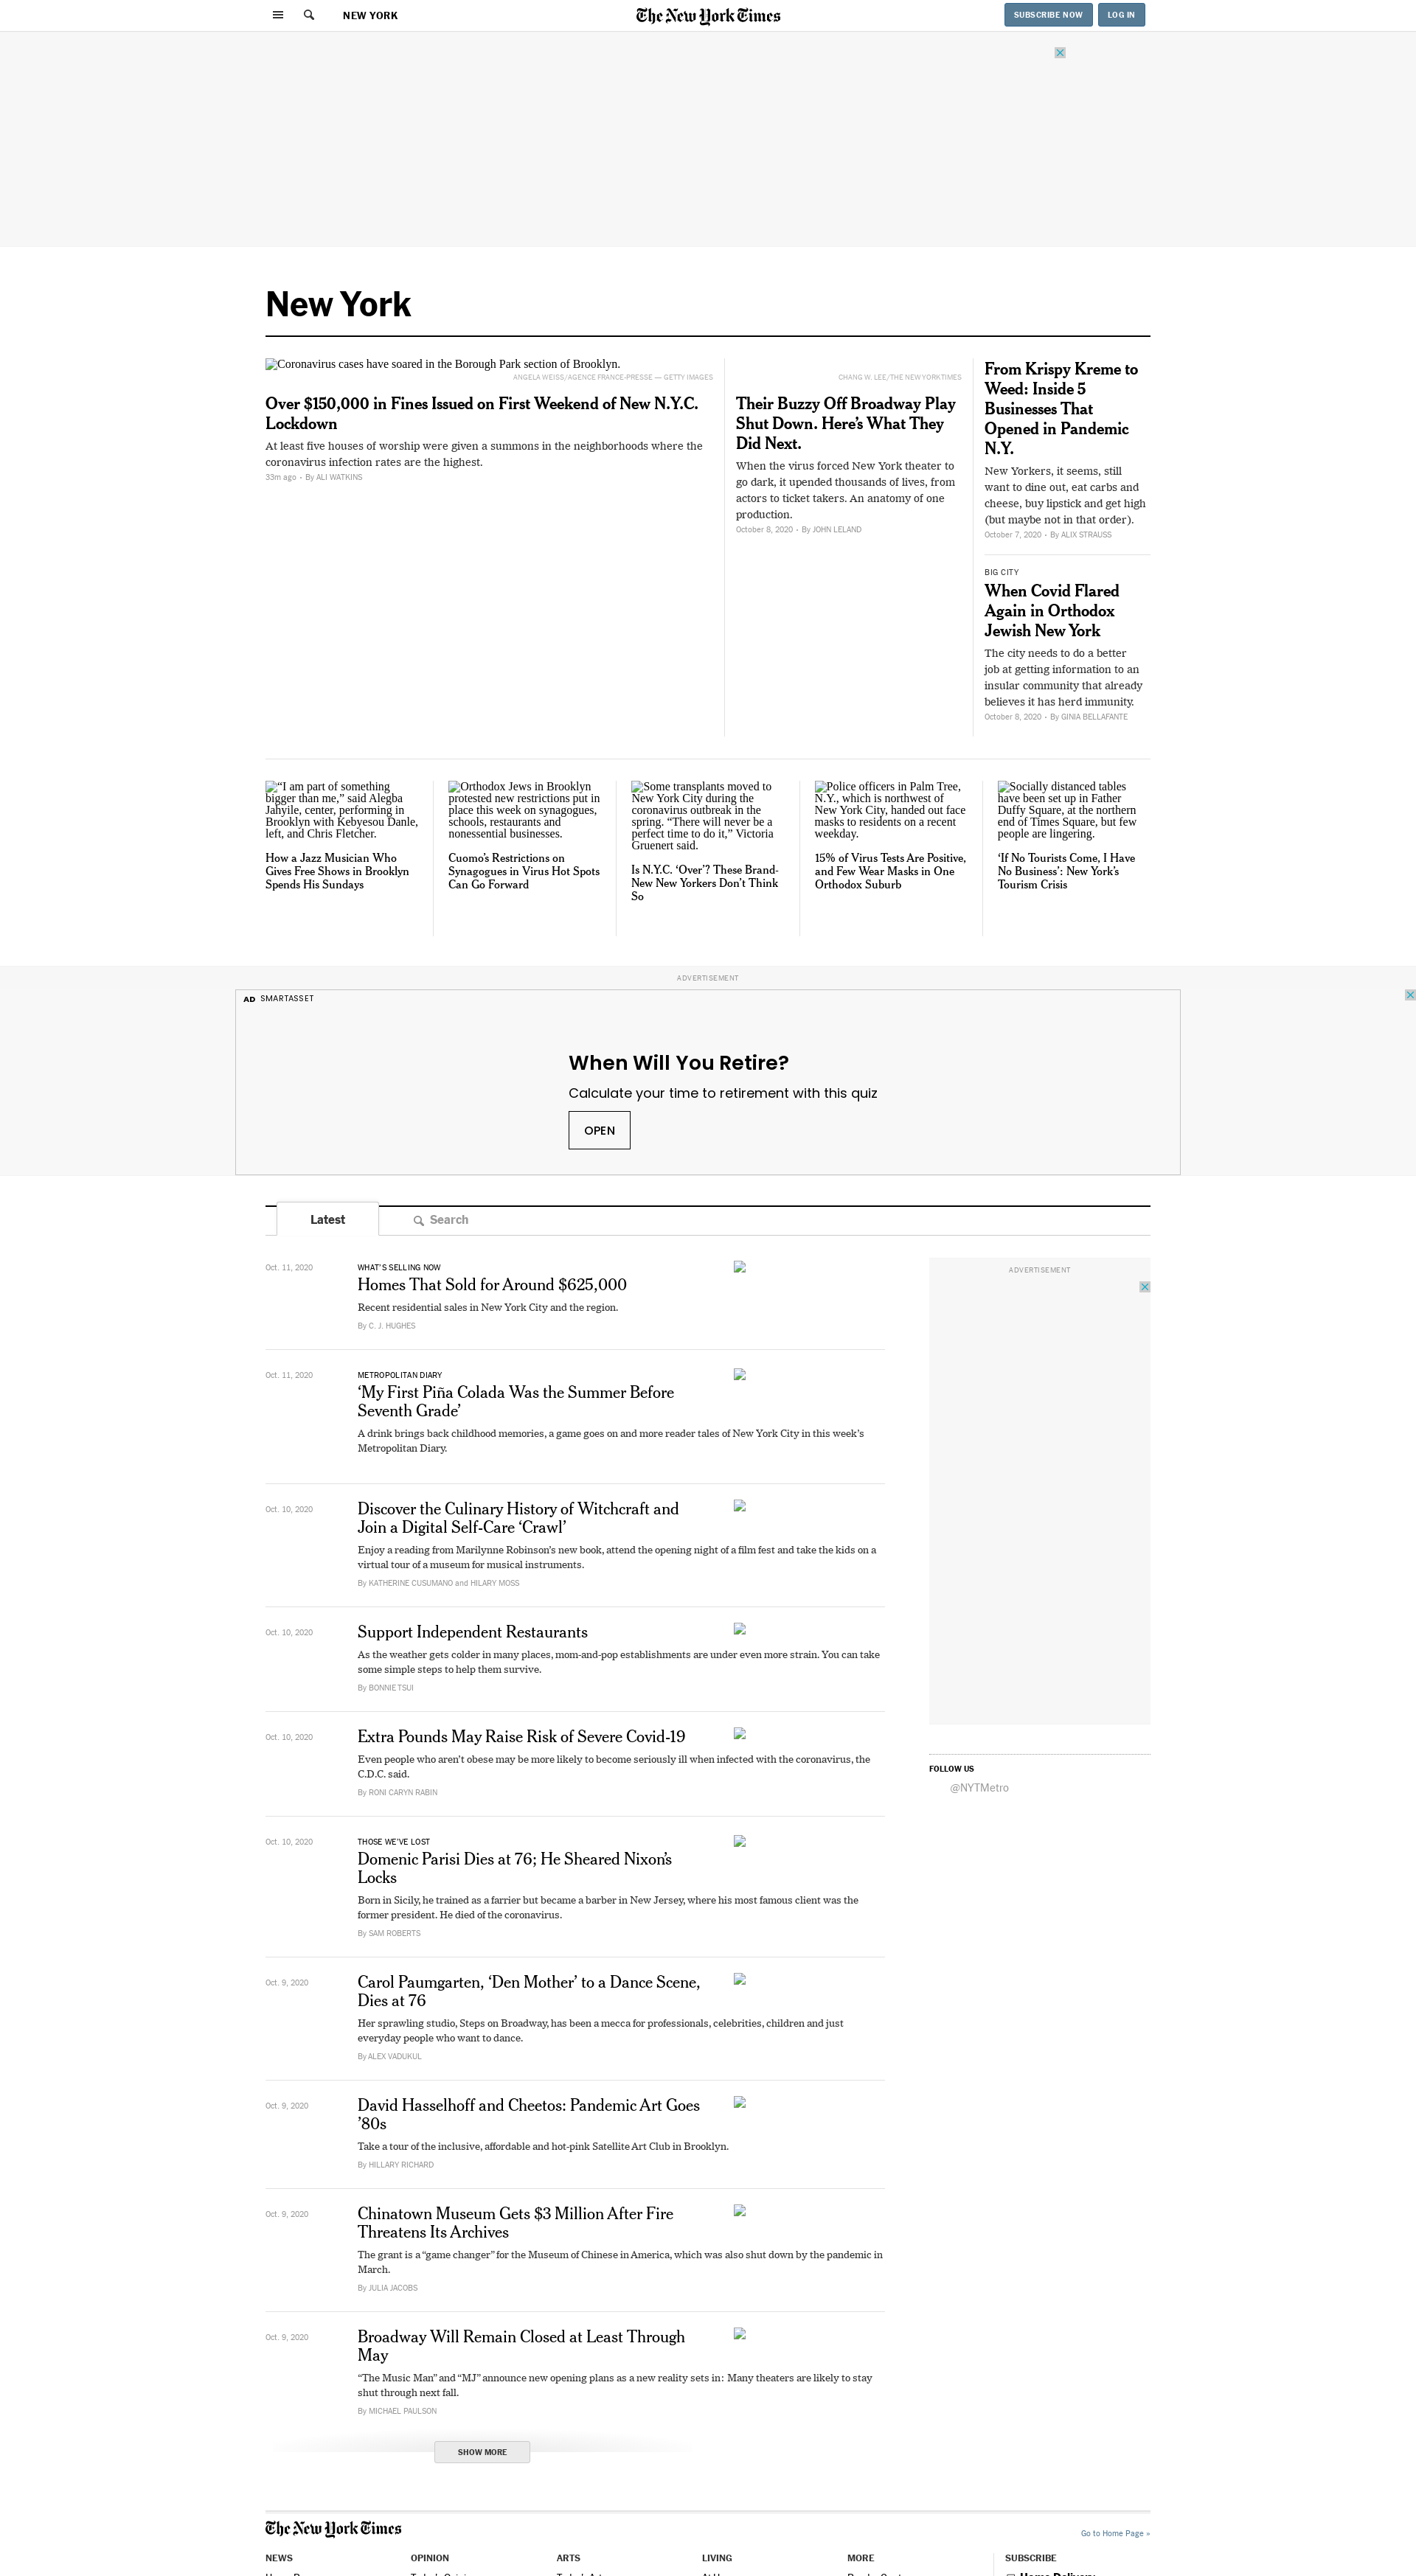 NEW YORK
The New York Times
SUBSCRIBE NOW
LOG IN
New York
Coronavirus cases have soared in the Borough Park section of Brooklyn.
ANGELA WEISS/AGENCE FRANCE-PRESSE — GETTY IMAGES
Over $150,000 in Fines Issued on First Weekend of New N.Y.C.
Lockdown
At least five houses of worship were given a summons in the neighborhoods where the
coronavirus infection rates are the highest.
33m ago • By ALI WATKINS
CHANG W. LEE/THE NEW YORK TIMES
Their Buzzy Off Broadway Play
Shut Down. Here’s What They
Did Next.
When the virus forced New York theater to
go dark, it upended thousands of lives, from
actors to ticket takers. An anatomy of one
production.
October 8, 2020 • By JOHN LELAND
From Krispy Kreme to
Weed: Inside 5
Businesses That
Opened in Pandemic
N.Y.
New Yorkers, it seems, still
want to dine out, eat carbs and
cheese, buy lipstick and get high
(but maybe not in that order).
October 7, 2020 • By ALIX STRAUSS
BIG CITY
When Covid Flared
Again in Orthodox
Jewish New York
The city needs to do a better
job at getting information to an
insular community that already
believes it has herd immunity.
October 8, 2020 • By GINIA BELLAFANTE
“I am part of something
bigger than me,” said Alegba
Jahyile, center, performing in
Brooklyn with Kebyesou Danle,
left, and Chris Fletcher.
How a Jazz Musician Who
Gives Free Shows in Brooklyn
Spends His Sundays
Orthodox Jews in Brooklyn
protested new restrictions put in
place this week on synagogues,
schools, restaurants and
nonessential businesses.
Cuomo’s Restrictions on
Synagogues in Virus Hot Spots
Can Go Forward
Some transplants moved to
New York City during the
coronavirus outbreak in the
spring. “There will never be a
perfect time to do it,” Victoria
Gruenert said.
Is N.Y.C. ‘Over’? These Brand-
New New Yorkers Don’t Think
So
Police officers in Palm Tree,
N.Y., which is northwest of
New York City, handed out face
masks to residents on a recent
weekday.
15% of Virus Tests Are Positive,
and Few Wear Masks in One
Orthodox Suburb
Socially distanced tables
have been set up in Father
Duffy Square, at the northern
end of Times Square, but few
people are lingering.
‘If No Tourists Come, I Have
No Business’: New York’s
Tourism Crisis
ADVERTISEMENT
AD SMARTASSET
When Will You Retire?
Calculate your time to retirement with this quiz
OPEN
Latest
Search
Oct. 11, 2020
WHAT’S SELLING NOW
Homes That Sold for Around $625,000
Recent residential sales in New York City and the region.
By C. J. HUGHES
ADVERTISEMENT
Oct. 11, 2020
METROPOLITAN DIARY
‘My First Piña Colada Was the Summer Before
Seventh Grade’
A drink brings back childhood memories, a game goes on and more reader tales of New York City in this week’s
Metropolitan Diary.
Oct. 10, 2020
Discover the Culinary History of Witchcraft and
Join a Digital Self-Care ‘Crawl’
Enjoy a reading from Marilynne Robinson’s new book, attend the opening night of a film fest and take the kids on a
virtual tour of a museum for musical instruments.
By KATHERINE CUSUMANO and HILARY MOSS
Oct. 10, 2020
Support Independent Restaurants
As the weather gets colder in many places, mom-and-pop establishments are under even more strain. You can take
some simple steps to help them survive.
By BONNIE TSUI
Oct. 10, 2020
Extra Pounds May Raise Risk of Severe Covid-19
Even people who aren’t obese may be more likely to become seriously ill when infected with the coronavirus, the
C.D.C. said.
By RONI CARYN RABIN
FOLLOW US
@NYTMetro
Oct. 10, 2020
THOSE WE’VE LOST
Domenic Parisi Dies at 76; He Sheared Nixon’s
Locks
Born in Sicily, he trained as a farrier but became a barber in New Jersey, where his most famous client was the
former president. He died of the coronavirus.
By SAM ROBERTS
Oct. 9, 2020
Carol Paumgarten, ‘Den Mother’ to a Dance Scene,
Dies at 76
Her sprawling studio, Steps on Broadway, has been a mecca for professionals, celebrities, children and just
everyday people who want to dance.
By ALEX VADUKUL
Oct. 9, 2020
David Hasselhoff and Cheetos: Pandemic Art Goes
’80s
Take a tour of the inclusive, affordable and hot-pink Satellite Art Club in Brooklyn.
By HILLARY RICHARD
Oct. 9, 2020
Chinatown Museum Gets $3 Million After Fire
Threatens Its Archives
The grant is a “game changer” for the Museum of Chinese in America, which was also shut down by the pandemic in
March.
By JULIA JACOBS
Oct. 9, 2020
Broadway Will Remain Closed at Least Through
May
“The Music Man” and “MJ” announce new opening plans as a new reality sets in: Many theaters are likely to stay
shut through next fall.
By MICHAEL PAULSON
SHOW MORE
The New York Times
Go to Home Page »
NEWS
OPINION
ARTS
LIVING
MORE
SUBSCRIBE